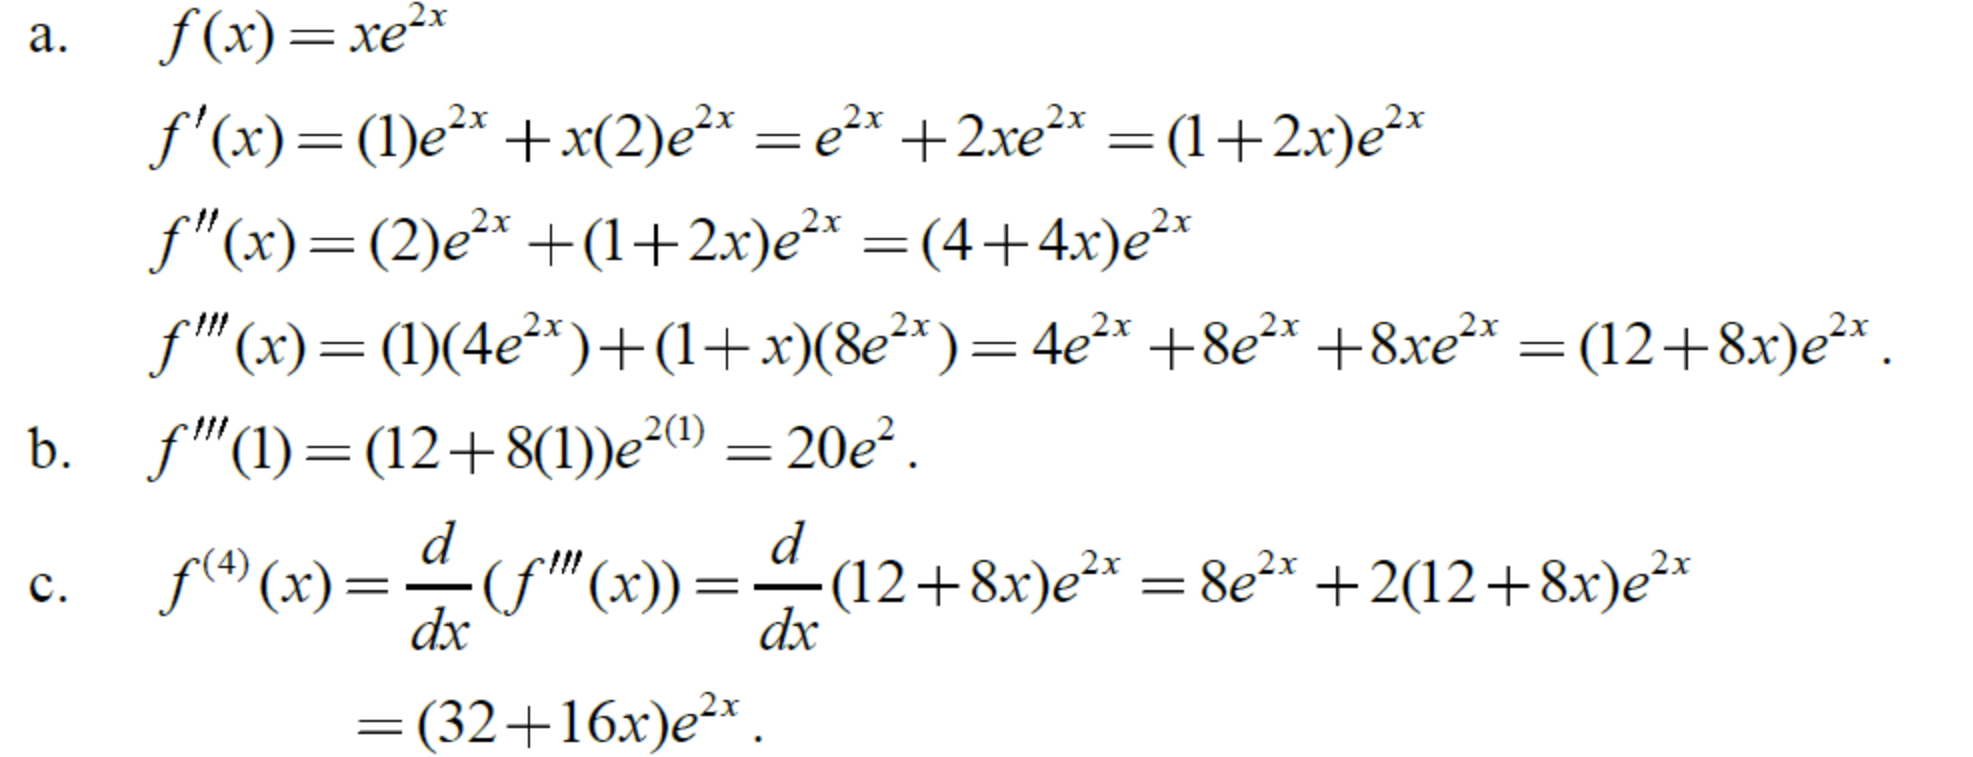 a. f(x) = xe^{2x}
f′(x) = (1)e^{2x} + x(2)e^{2x} = e^{2x} + 2xe^{2x} = (1+2x)e^{2x}
f″(x) = (2)e^{2x} + (1+2x)e^{2x} = (4+4x)e^{2x}
f‴(x) = (1)(4e^{2x}) + (1+x)(8e^{2x}) = 4e^{2x} + 8e^{2x} + 8xe^{2x} = (12+8x)e^{2x}.
b. f‴(1) = (12+8(1))e^{2(1)} = 20e^{2}.
c. f^{(4)}(x) = \frac{d}{dx}(f‴(x)) = \frac{d}{dx}(12+8x)e^{2x} = 8e^{2x} + 2(12+8x)e^{2x}
= (32+16x)e^{2x}.